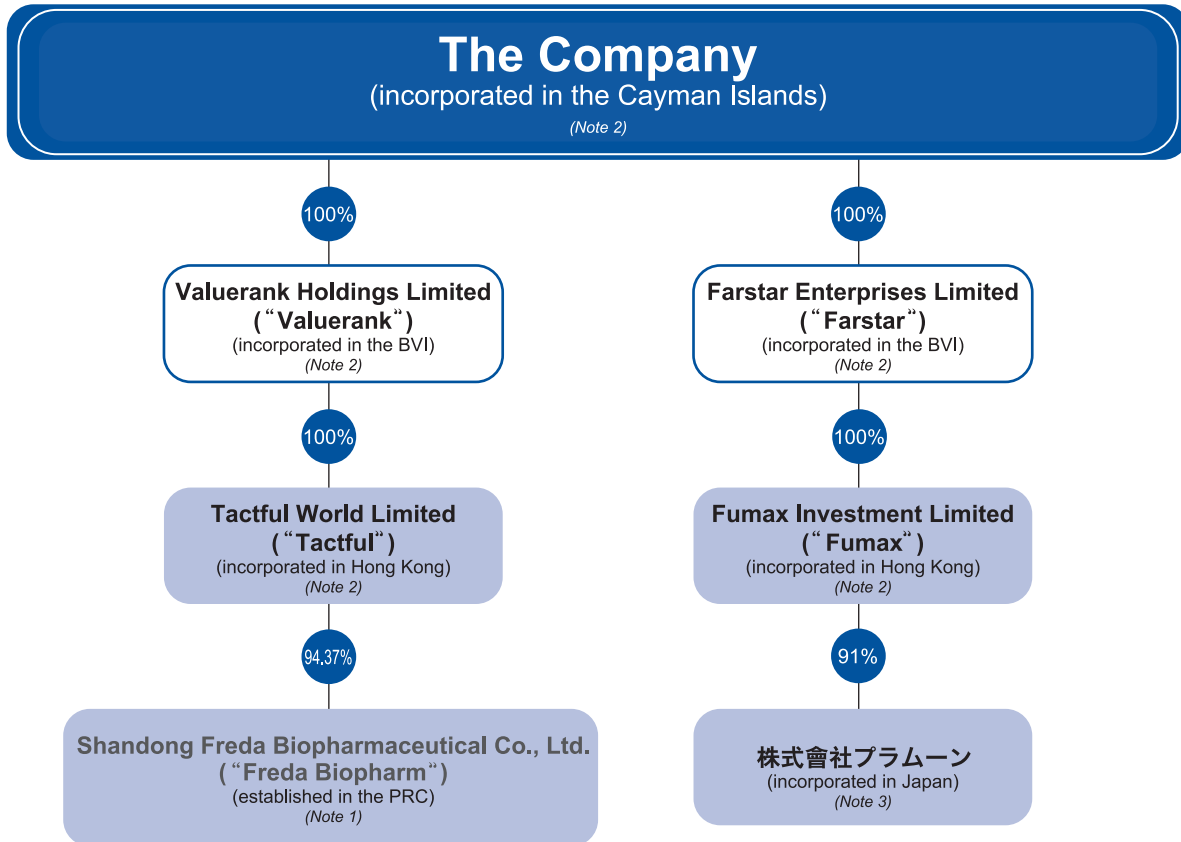 The Company
(incorporated in the Cayman Islands)
(Note 2)
100%
100%
Valuerank Holdings Limited
(“Valuerank”)
(incorporated in the BVI)
(Note 2)
Farstar Enterprises Limited
(“Farstar”)
(incorporated in the BVI)
(Note 2)
100%
100%
Tactful World Limited
(“Tactful”)
(incorporated in Hong Kong)
(Note 2)
Fumax Investment Limited
(“Fumax”)
(incorporated in Hong Kong)
(Note 2)
94.37%
91%
Shandong Freda Biopharmaceutical Co., Ltd.
(“Freda Biopharm”)
(established in the PRC)
(Note 1)
株式會社プラムーン
(incorporated in Japan)
(Note 3)